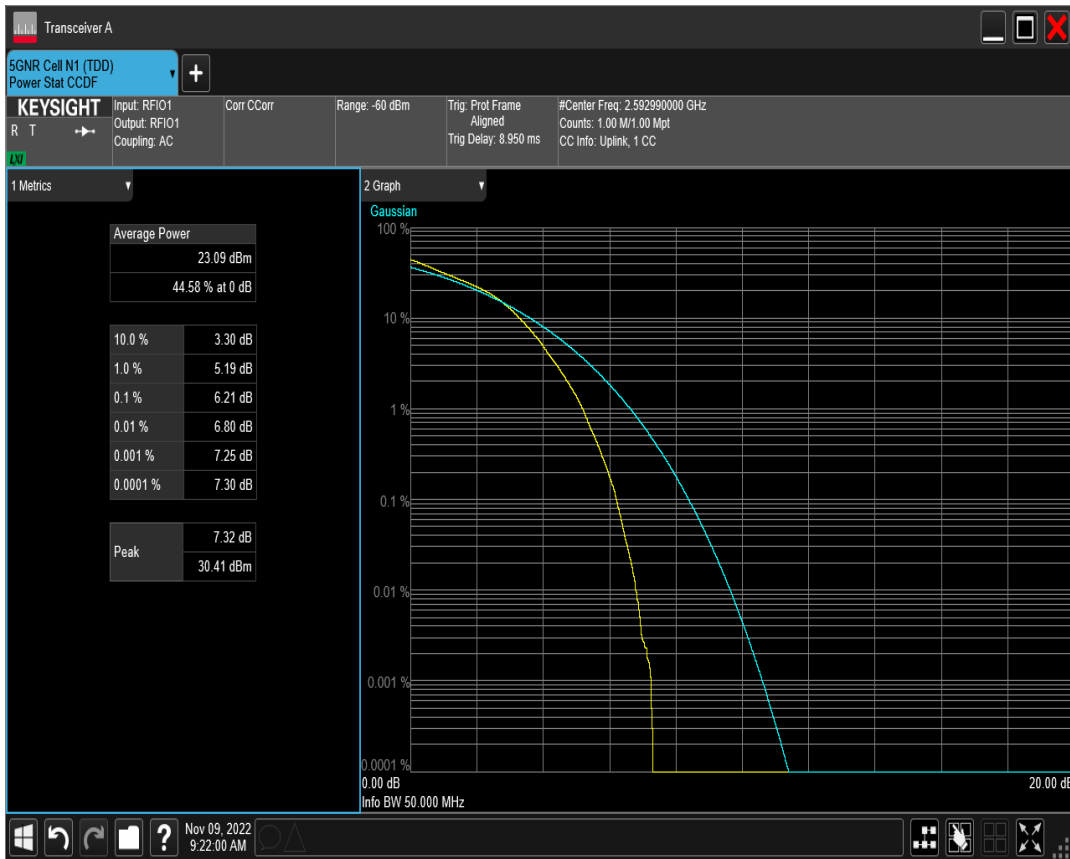 Transceiver A
5GNR Cell N1 (TDD)
Power Stat CCDF
KEYSIGHT
R T
LXI
Input: RFIO1
Output: RFIO1
Coupling: AC
Corr CCorr
Range: -60 dBm
Trig: Prot Frame
Aligned
Trig Delay: 8.950 ms
#Center Freq: 2.592990000 GHz
Counts: 1.00 M/1.00 Mpt
CC Info: Uplink, 1 CC
1 Metrics
Average Power
23.09 dBm
44.58 % at 0 dB
10.0 % 3.30 dB
1.0 % 5.19 dB
0.1 % 6.21 dB
0.01 % 6.80 dB
0.001 % 7.25 dB
0.0001 % 7.30 dB
Peak
7.32 dB
30.41 dBm
2 Graph
Gaussian
100 %
10 %
1 %
0.1 %
0.01 %
0.001 %
0.0001 %
0.00 dB
20.00 dB
Info BW 50.000 MHz
?
Nov 09, 2022
9:22:00 AM